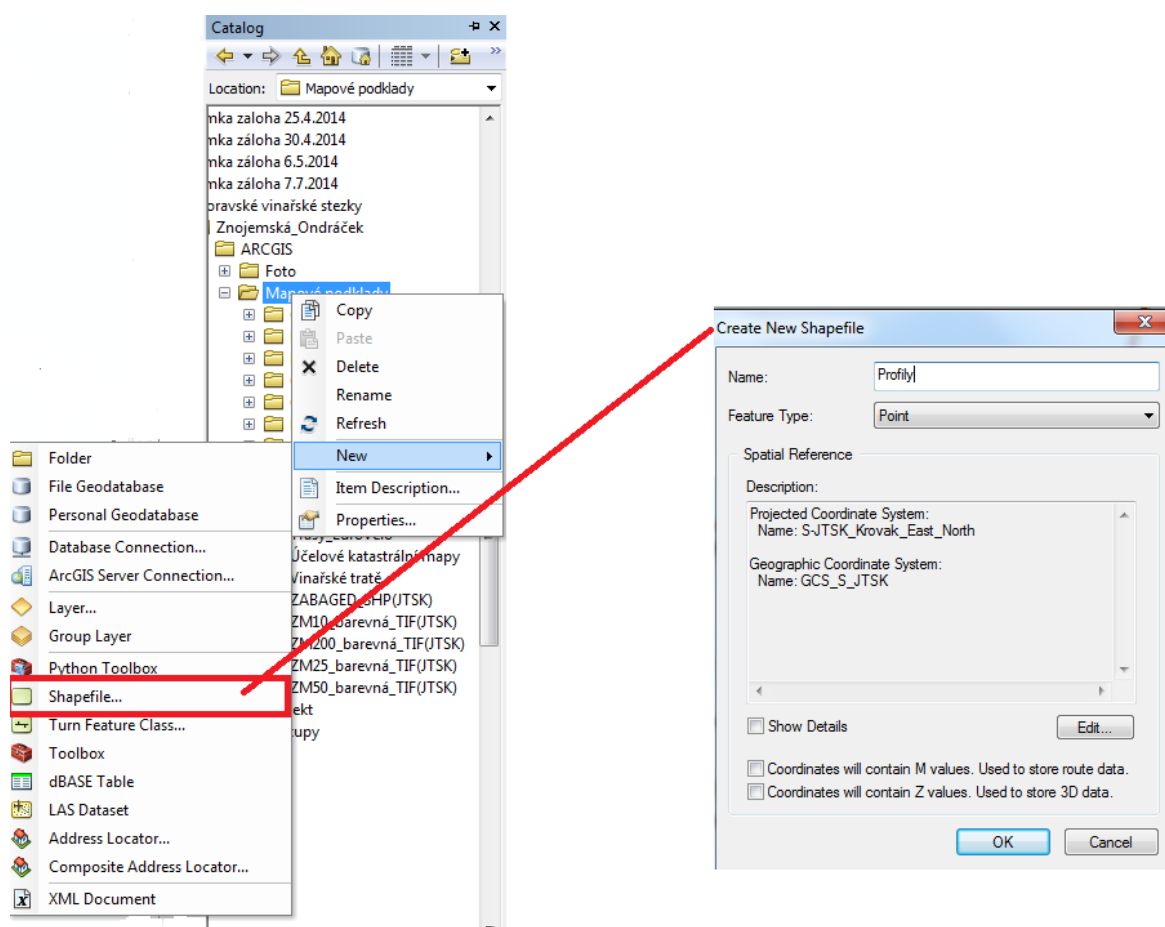 Catalog
Location: Mapové podklady
mka zaloha 25.4.2014
mka záloha 30.4.2014
mka záloha 6.5.2014
mka záloha 7.7.2014
oravské vinařské stezky
Znojemská_Ondráček
ARCGIS
Foto
Mapové podklady
Copy
Paste
Delete
Rename
Refresh
New
Item Description...
Properties...
Účelové katastrální mapy
Vinařské tratě
ZABAGED_SHP(JTSK)
ZM10_barevná_TIF(JTSK)
ZM200_barevná_TIF(JTSK)
ZM25_barevná_TIF(JTSK)
ZM50_barevná_TIF(JTSK)
ekt
tupy
Folder
File Geodatabase
Personal Geodatabase
Database Connection...
ArcGIS Server Connection...
Layer...
Group Layer
Python Toolbox
Shapefile...
Turn Feature Class...
Toolbox
dBASE Table
LAS Dataset
Address Locator...
Composite Address Locator...
XML Document
Create New Shapefile
Name: Profily
Feature Type: Point
Spatial Reference
Description:
Projected Coordinate System:
Name: S-JTSK_Krovak_East_North
Geographic Coordinate System:
Name: GCS_S_JTSK
Show Details
Edit...
Coordinates will contain M values. Used to store route data.
Coordinates will contain Z values. Used to store 3D data.
OK
Cancel